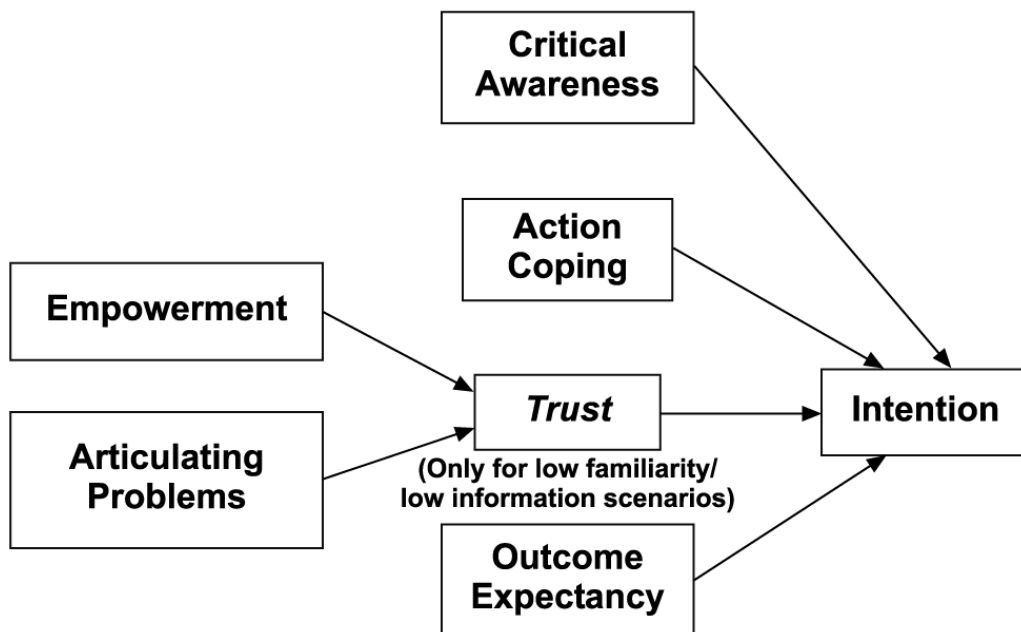 Critical
Awareness
Action
Coping
Empowerment
Trust
Intention
(Only for low familiarity/
low information scenarios)
Articulating
Problems
Outcome
Expectancy